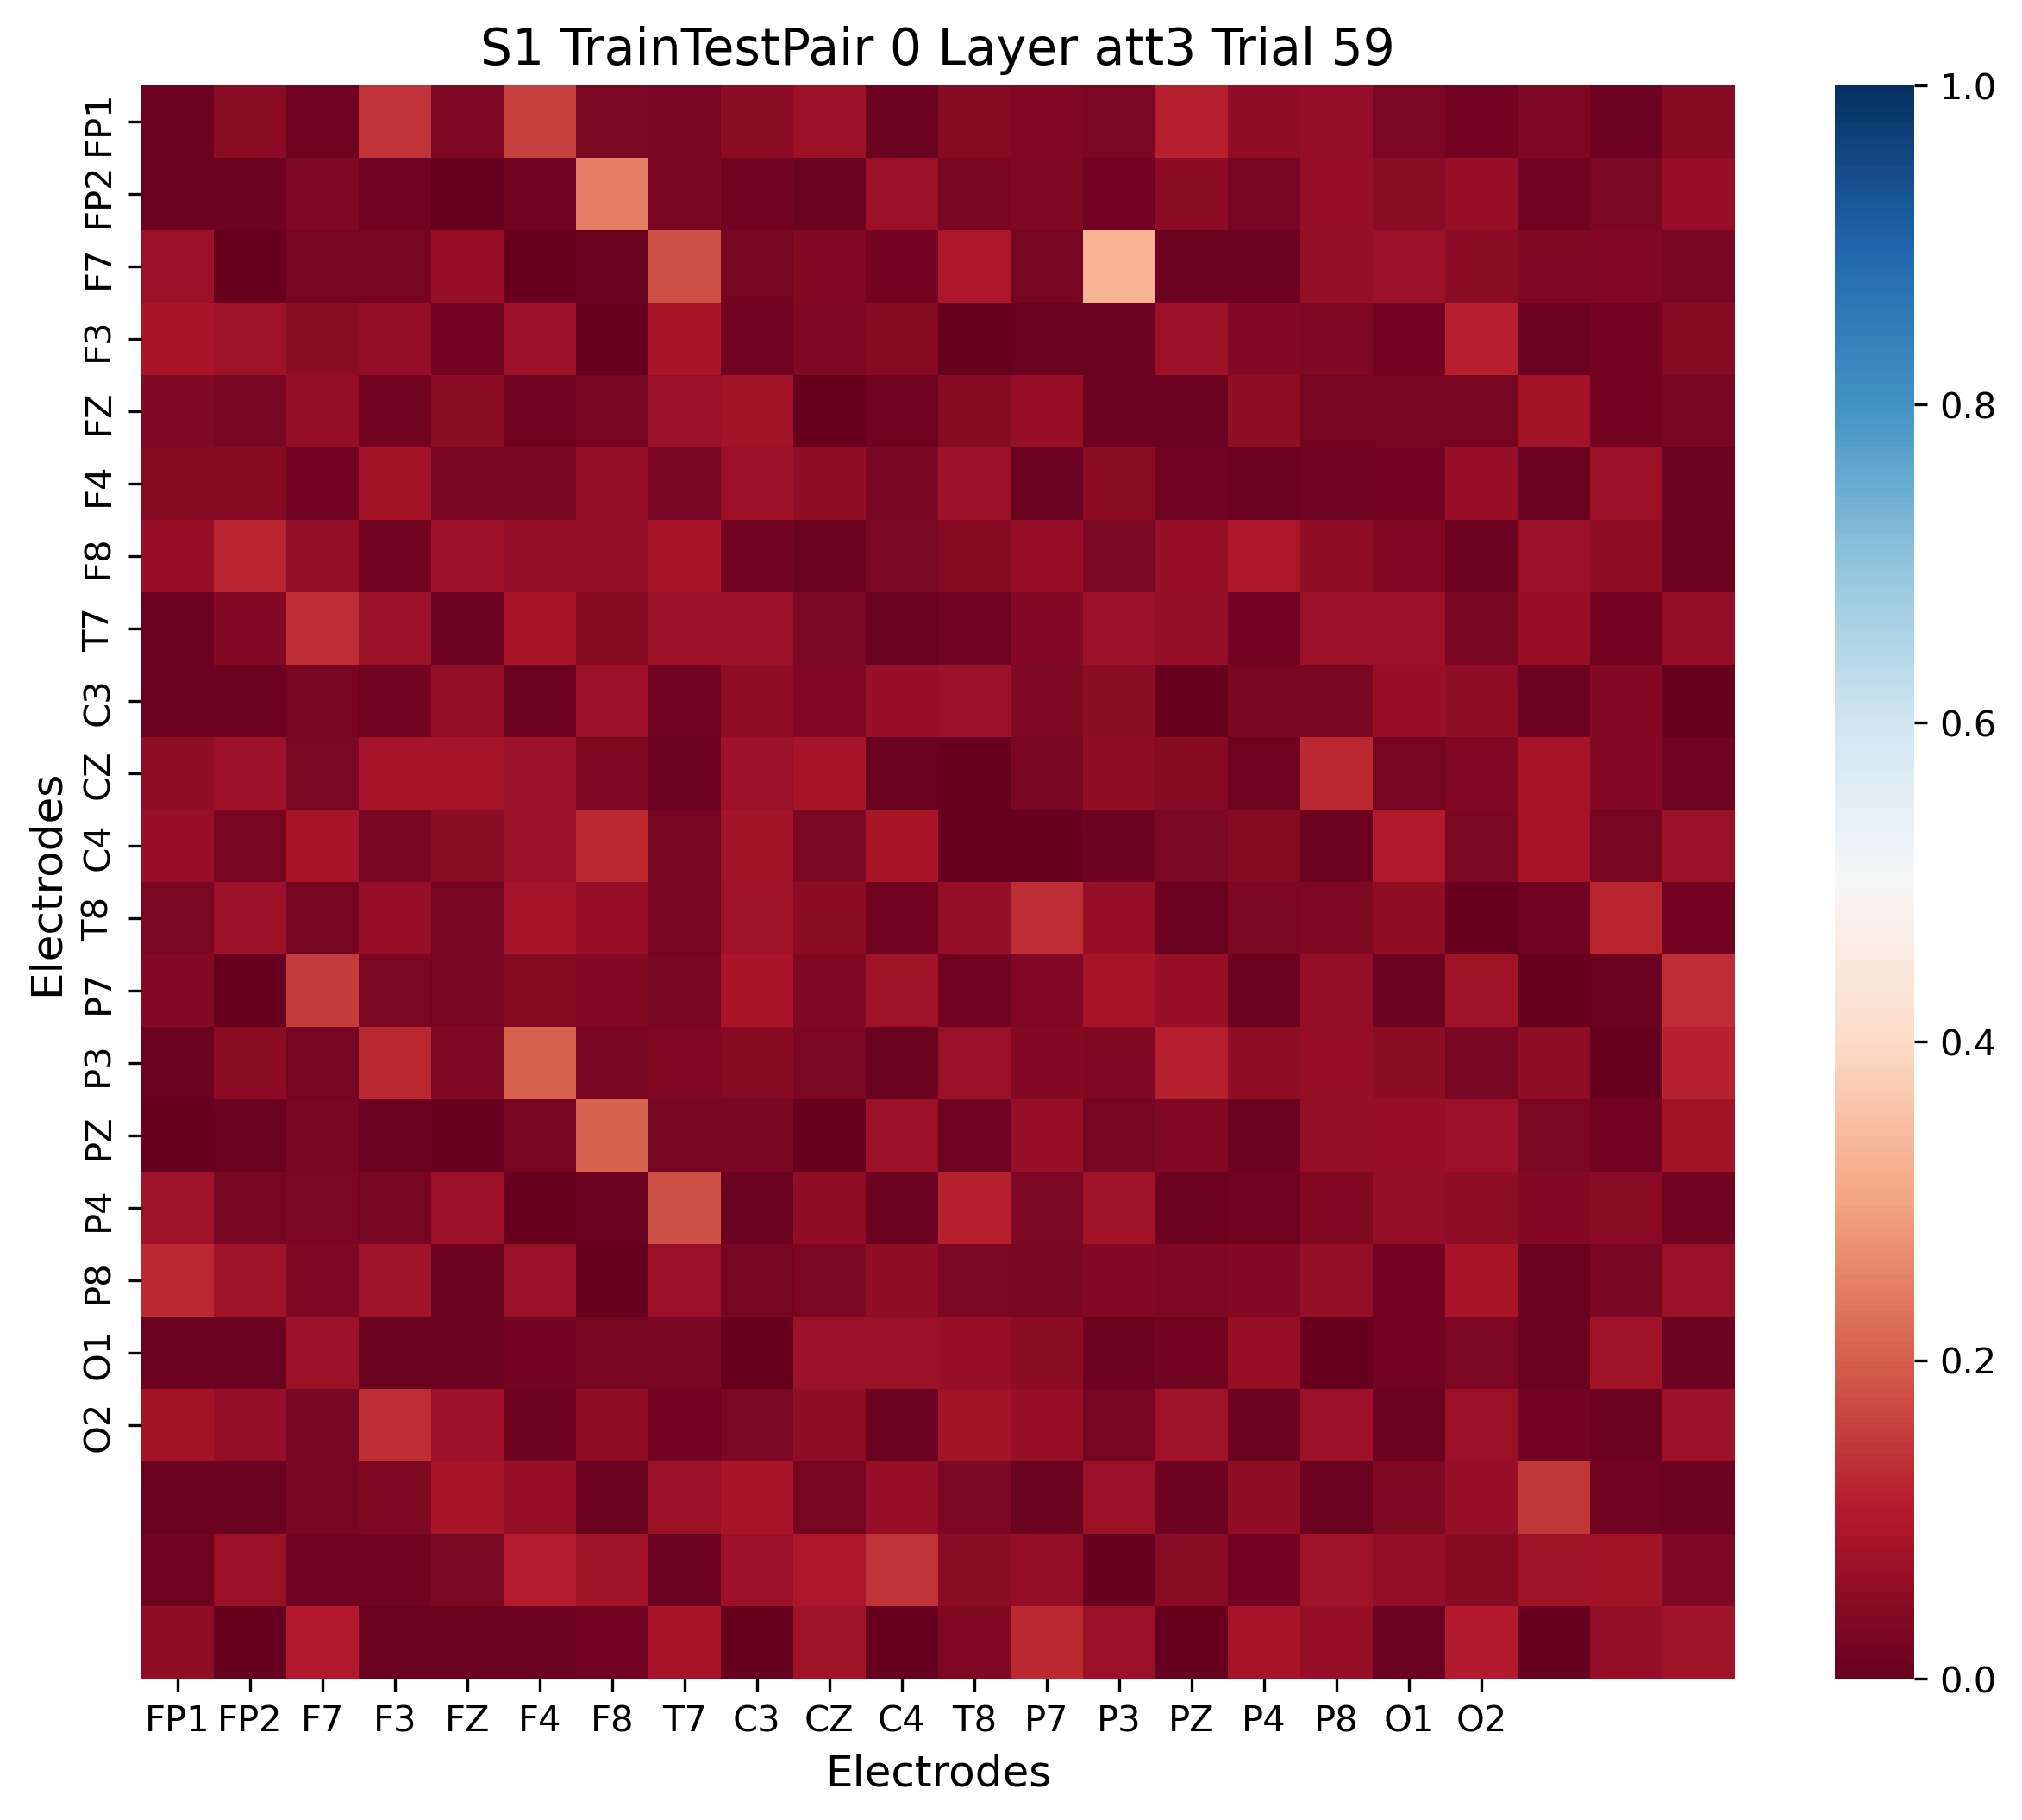 S1 TrainTestPair 0 Layer att3 Trial 59
Electrodes
FP1
FP2
F7
F3
FZ
F4
F8
T7
C3
CZ
C4
T8
P7
P3
PZ
P4
P8
O1
O2
FP1 FP2 F7 F3 FZ F4 F8 T7 C3 CZ C4 T8 P7 P3 PZ P4 P8 O1 O2
Electrodes
1.0
0.8
0.6
0.4
0.2
0.0